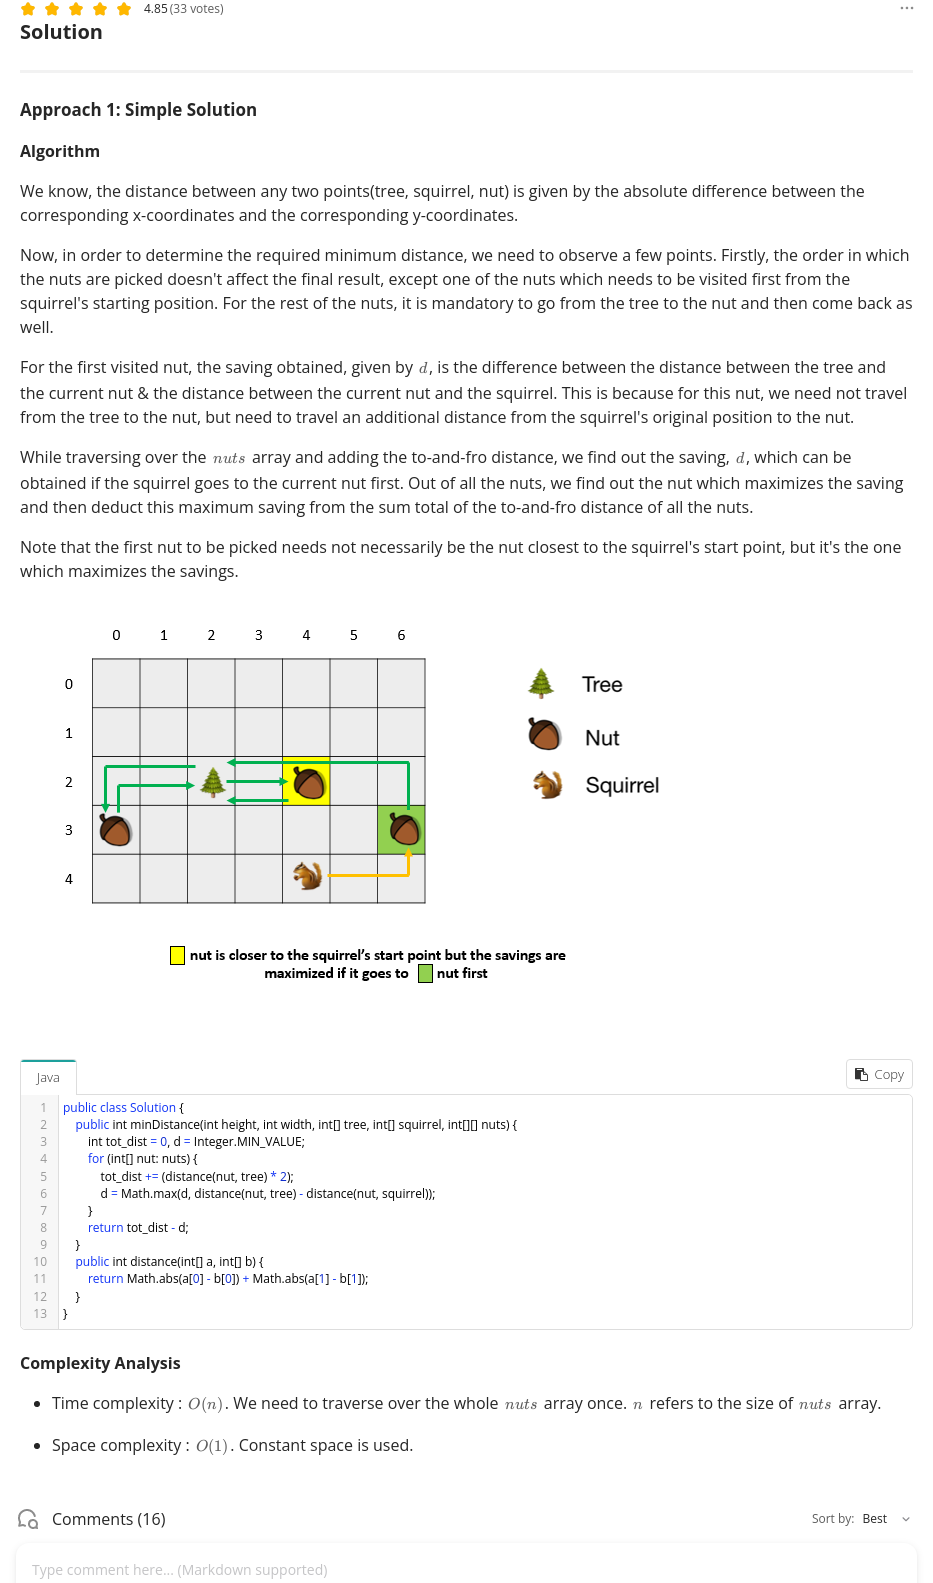 4.85 (33 votes)
Solution
Approach 1: Simple Solution
Algorithm
We know, the distance between any two points(tree, squirrel, nut) is given by the absolute difference between the
corresponding x-coordinates and the corresponding y-coordinates.
Now, in order to determine the required minimum distance, we need to observe a few points. Firstly, the order in which
the nuts are picked doesn't affect the final result, except one of the nuts which needs to be visited first from the
squirrel's starting position. For the rest of the nuts, it is mandatory to go from the tree to the nut and then come back as
well.
For the first visited nut, the saving obtained, given by d, is the difference between the distance between the tree and
the current nut & the distance between the current nut and the squirrel. This is because for this nut, we need not travel
from the tree to the nut, but need to travel an additional distance from the squirrel's original position to the nut.
While traversing over the nuts array and adding the to-and-fro distance, we find out the saving, d, which can be
obtained if the squirrel goes to the current nut first. Out of all the nuts, we find out the nut which maximizes the saving
and then deduct this maximum saving from the sum total of the to-and-fro distance of all the nuts.
Note that the first nut to be picked needs not necessarily be the nut closest to the squirrel's start point, but it's the one
which maximizes the savings.
0 1 2 3 4 5 6
0
1
2
3
4
Tree
Nut
Squirrel
nut is closer to the squirrel's start point but the savings are
maximized if it goes to nut first
Java
Copy
1 public class Solution {
2 public int minDistance(int height, int width, int[] tree, int[] squirrel, int[][] nuts) {
3 int tot_dist = 0, d = Integer.MIN_VALUE;
4 for (int[] nut: nuts) {
5 tot_dist += (distance(nut, tree) * 2);
6 d = Math.max(d, distance(nut, tree) - distance(nut, squirrel));
7 }
8 return tot_dist - d;
9 }
10 public int distance(int[] a, int[] b) {
11 return Math.abs(a[0] - b[0]) + Math.abs(a[1] - b[1]);
12 }
13 }
Complexity Analysis
• Time complexity : O(n). We need to traverse over the whole nuts array once. n refers to the size of nuts array.
• Space complexity : O(1). Constant space is used.
Comments (16)
Sort by: Best
Type comment here... (Markdown supported)